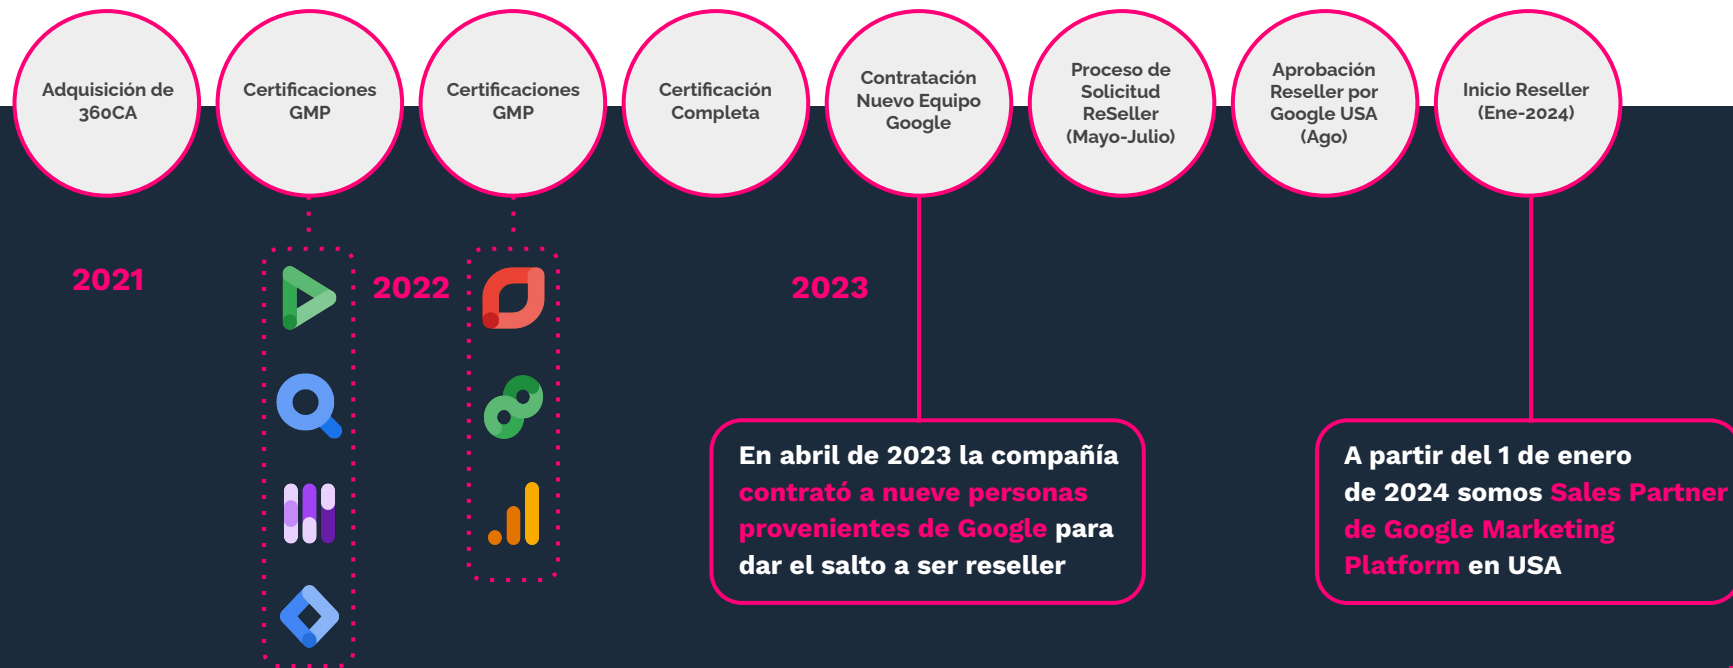 Adquisición de
360CA
Certificaciones
GMP
Certificaciones
GMP
Certificación
Completa
Contratación
Nuevo Equipo
Google
Proceso de
Solicitud
ReSeller
(Mayo-Julio)
Aprobación
Reseller por
Google USA
(Ago)
Inicio Reseller
(Ene-2024)
2021
2022
2023
En abril de 2023 la compañía
contrató a nueve personas
provenientes de Google para
dar el salto a ser reseller
A partir del 1 de enero
de 2024 somos Sales Partner
de Google Marketing
Platform en USA